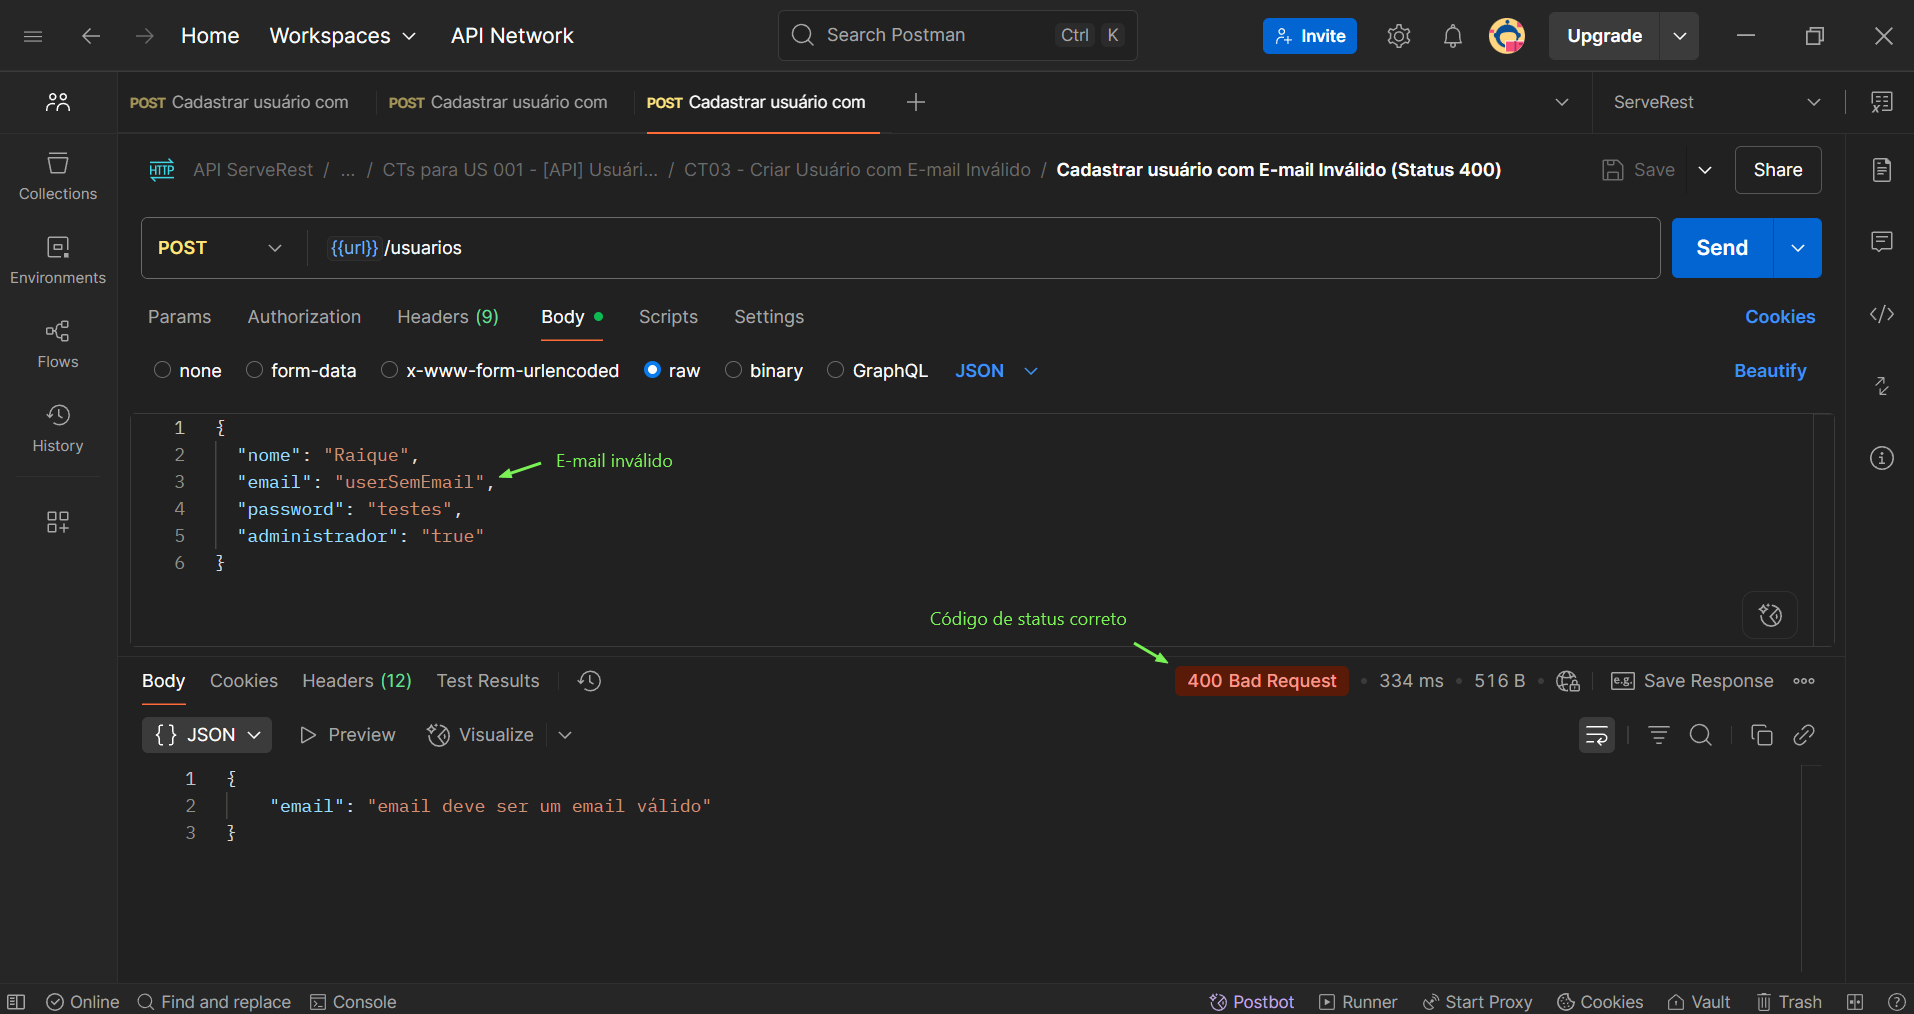 Home Workspaces API Network Search Postman Ctrl K Invite Upgrade
POST Cadastrar usuário com POST Cadastrar usuário com POST Cadastrar usuário com ServeRest
HTTP API ServeRest / ... / CTs para US 001 - [API] Usuári... / CT03 - Criar Usuário com E-mail Inválido / Cadastrar usuário com E-mail Inválido (Status 400) Save Share
Collections
Environments
Flows
History
POST {{url}} /usuarios Send
Params Authorization Headers (9) Body Scripts Settings Cookies
none form-data x-www-form-urlencoded raw binary GraphQL JSON Beautify
1 {
2 "nome": "Raique",
E-mail inválido
3 "email": "userSemEmail",
4 "password": "testes",
5 "administrador": "true"
6 }
Código de status correto
Body Cookies Headers (12) Test Results 400 Bad Request • 334 ms • 516 B • e.g. Save Response
{} JSON Preview Visualize
1 {
2 "email": "email deve ser um email válido"
3 }
Online Find and replace Console Postbot Runner Start Proxy Cookies Vault Trash